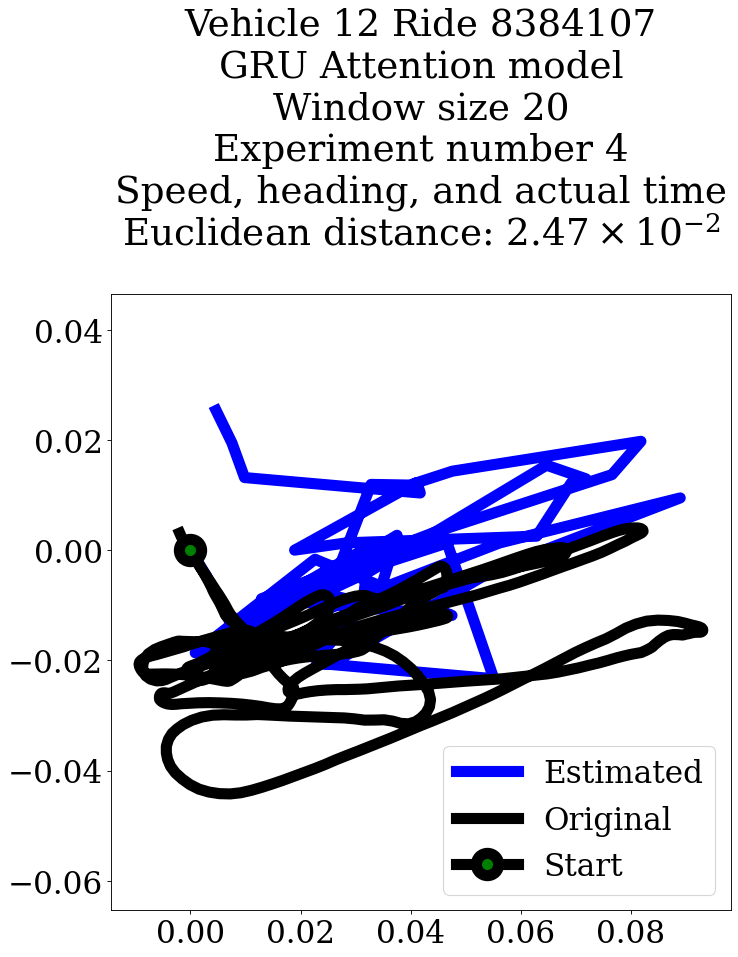 Vehicle 12 Ride 8384107
GRU Attention model
Window size 20
Experiment number 4
Speed, heading, and actual time
Euclidean distance: 2.47 × 10⁻²
0.04
0.02
0.00
−0.02
−0.04
−0.06
Estimated
Original
Start
0.00 0.02 0.04 0.06 0.08